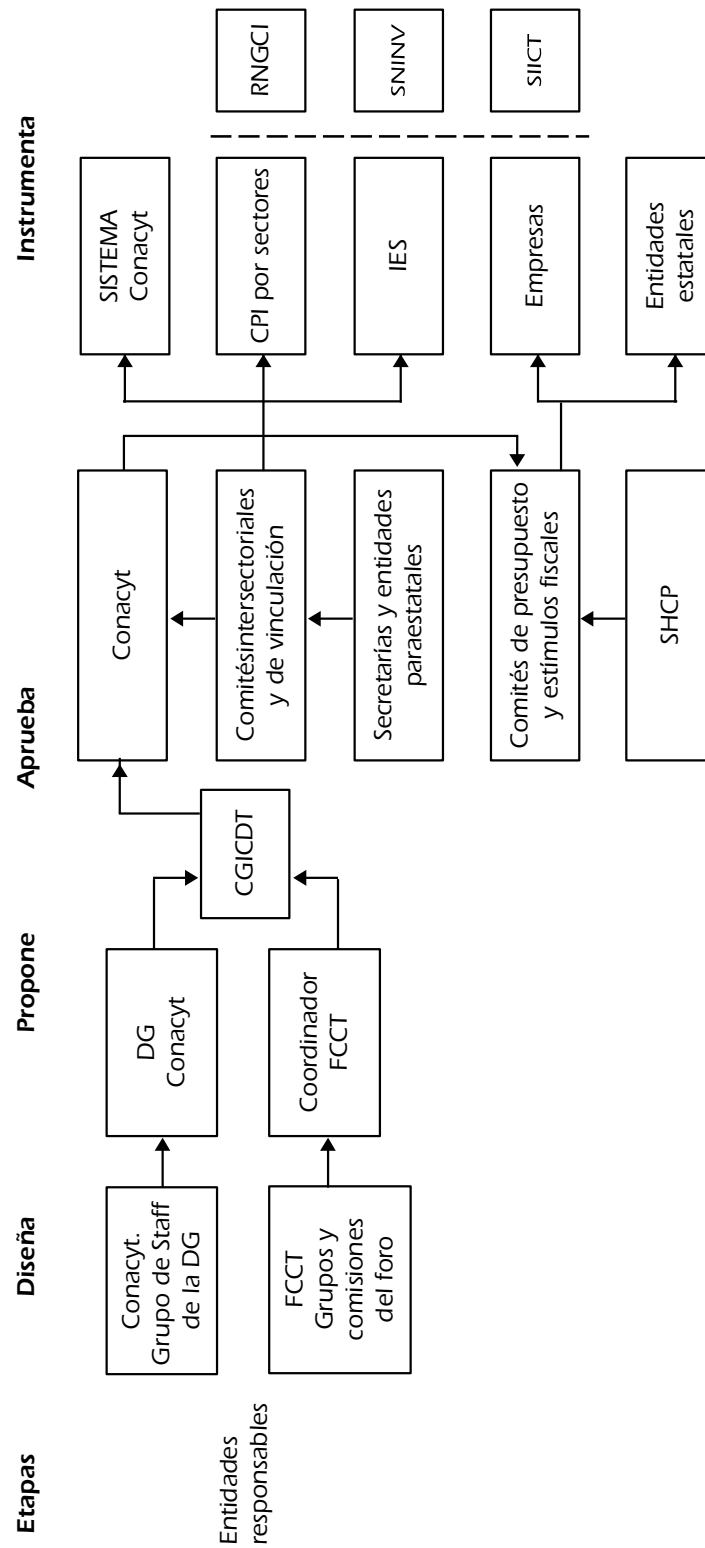 Etapas
Diseña
Propone
Aprueba
Instrumenta
Entidades
responsables
Conacyt.
Grupo de Staff
de la DG
FCCT
Grupos y
comisiones
del foro
DG
Conacyt
Coordinador
FCCT
CGICDT
Conacyt
Comitésintersectoriales
y de vinculación
Secretarías y entidades
paraestatales
Comités de presupuesto
y estímulos fiscales
SHCP
SISTEMA
Conacyt
CPI por sectores
IES
Empresas
Entidades
estatales
RNGCI
SNINV
SIICT